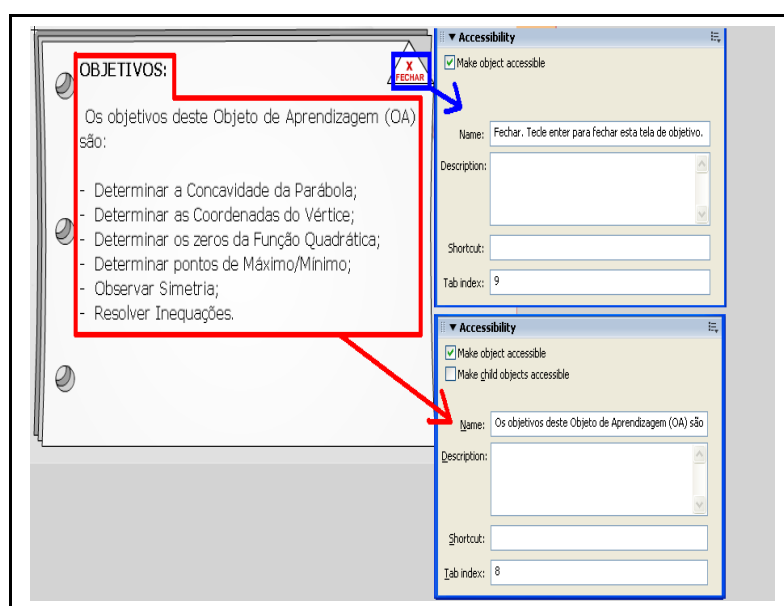 OBJETIVOS:
X
FECHAR
Os objetivos deste Objeto de Aprendizagem (OA)
são:
- Determinar a Concavidade da Parábola;
- Determinar as Coordenadas do Vértice;
- Determinar os zeros da Função Quadrática;
- Determinar pontos de Máximo/Mínimo;
- Observar Simetria;
- Resolver Inequações.
▼ Accessibility
Make object accessible
Name: Fechar. Tecle enter para fechar esta tela de objetivo.
Description:
Shortcut:
Tab index: 9
▼ Accessibility
Make object accessible
Make child objects accessible
Name: Os objetivos deste Objeto de Aprendizagem (OA) são
Description:
Shortcut:
Tab index: 8